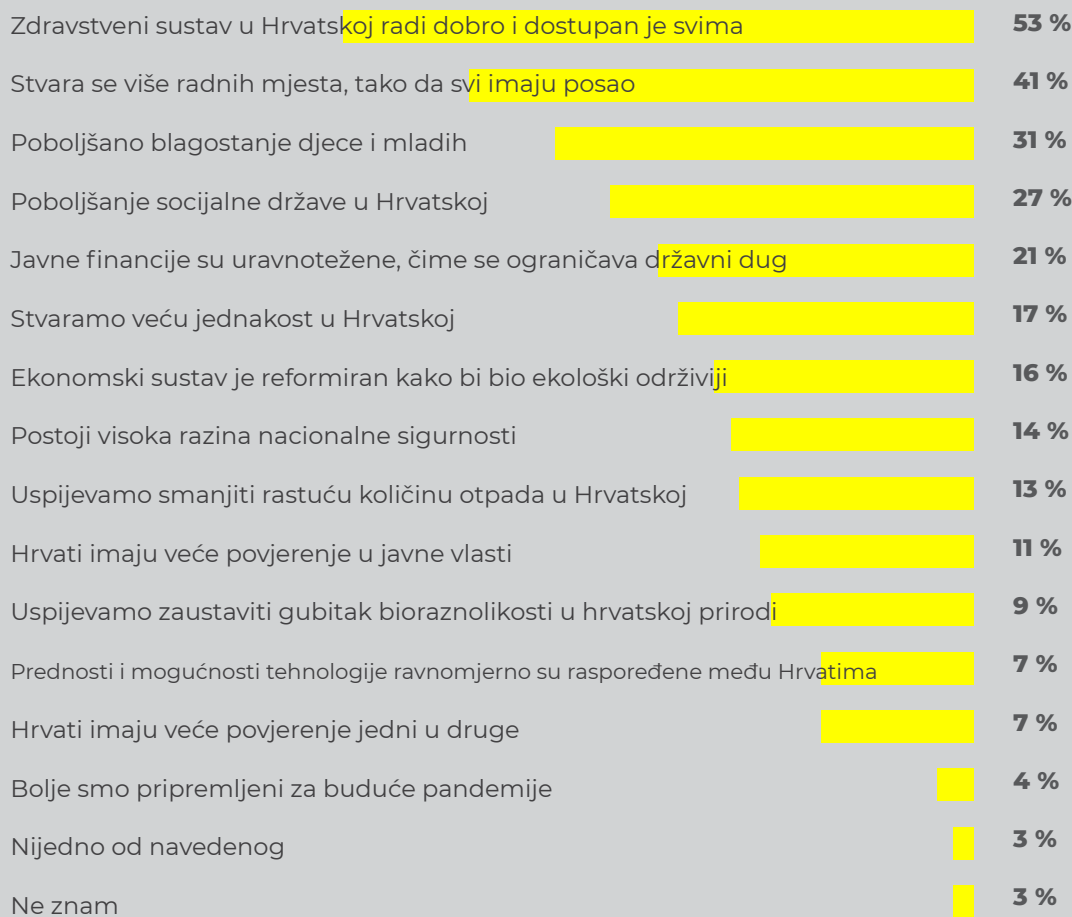 Zdravstveni sustav u Hrvatskoj radi dobro i dostupan je svima 53 %
Stvara se više radnih mjesta, tako da svi imaju posao 41 %
Poboljšano blagostanje djece i mladih 31 %
Poboljšanje socijalne države u Hrvatskoj 27 %
Javne financije su uravnotežene, čime se ograničava državni dug 21 %
Stvaramo veću jednakost u Hrvatskoj 17 %
Ekonomski sustav je reformiran kako bi bio ekološki održiviji 16 %
Postoji visoka razina nacionalne sigurnosti 14 %
Uspijevamo smanjiti rastuću količinu otpada u Hrvatskoj 13 %
Hrvati imaju veće povjerenje u javne vlasti 11 %
Uspijevamo zaustaviti gubitak bioraznolikosti u hrvatskoj prirodi 9 %
Prednosti i mogućnosti tehnologije ravnomjerno su raspoređene među Hrvatima 7 %
Hrvati imaju veće povjerenje jedni u druge 7 %
Bolje smo pripremljeni za buduće pandemije 4 %
Nijedno od navedenog 3 %
Ne znam 3 %